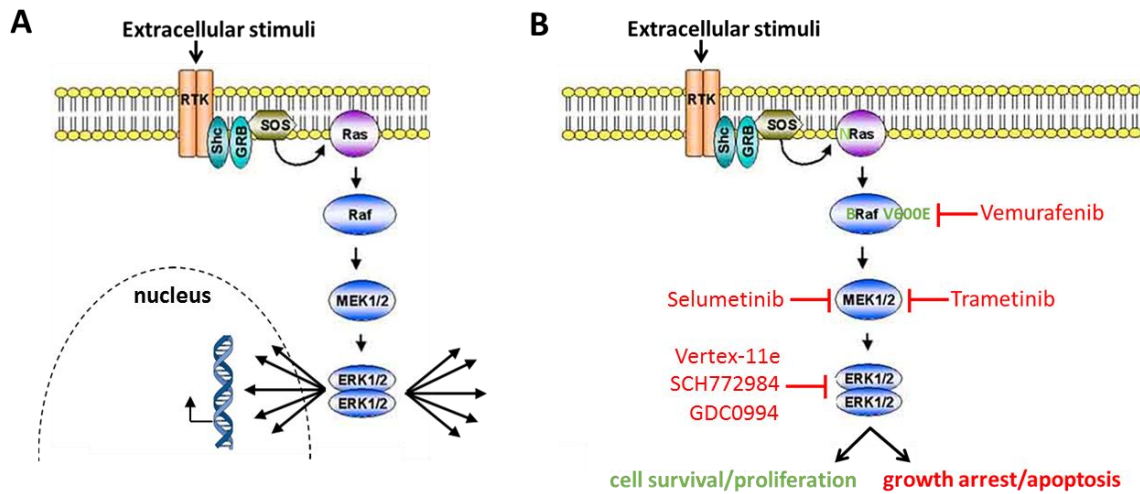 A
Extracellular stimuli
RTK
Shc
GRB
SOS
Ras
Raf
nucleus
MEK1/2
ERK1/2
ERK1/2
B
Extracellular stimuli
RTK
Shc
GRB
SOS
NRas
BRaf V600E
Vemurafenib
Selumetinib
MEK1/2
Trametinib
Vertex-11e
SCH772984
GDC0994
ERK1/2
ERK1/2
cell survival/proliferation
growth arrest/apoptosis